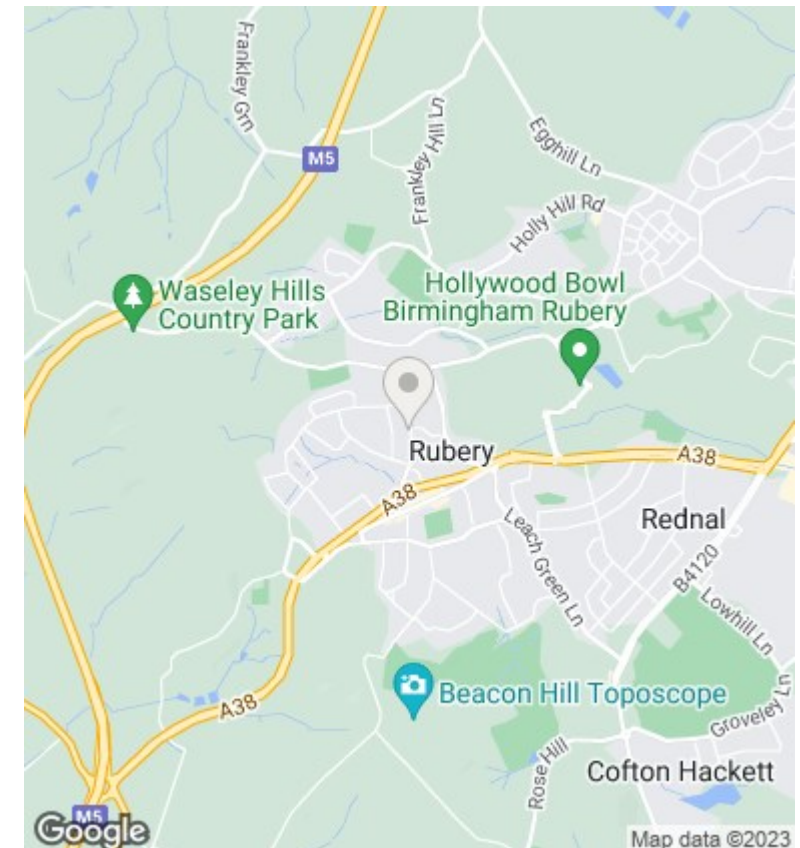 Frankley Grn
M5
Frankley Hill Ln
Egghill Ln
Holly Hill Rd
Waseley Hills
Country Park
Hollywood Bowl
Birmingham Rubery
Rubery
A38
A38
Rednal
Leach Green Ln
B4120
Lowhill Ln
Beacon Hill Toposcope
A38
Groveley Ln
Rose Hill
Cofton Hackett
M5
Google
Map data ©2023